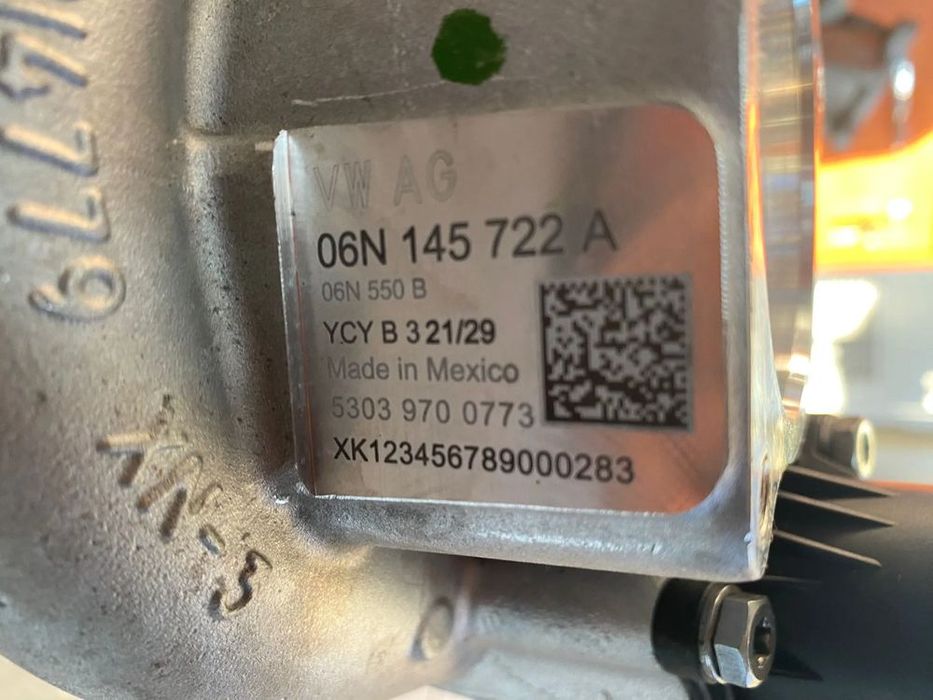 VW AG
06N 145 722 A
06N 550 B
YCY B 3 21/29
Made in Mexico
5303 970 0773
XK123456789000283